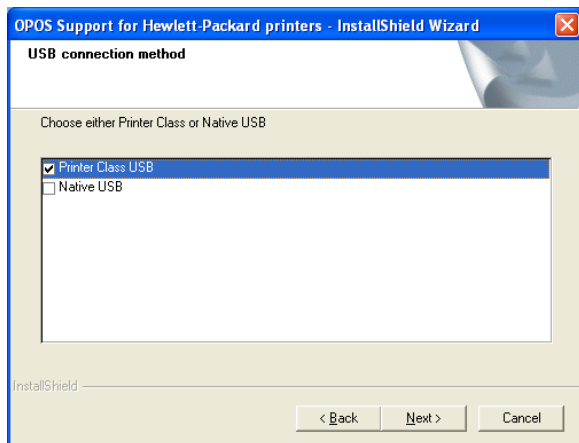 OPOS Support for Hewlett-Packard printers - InstallShield Wizard
USB connection method
Choose either Printer Class or Native USB
Printer Class USB
Native USB
InstallShield
< Back Next > Cancel